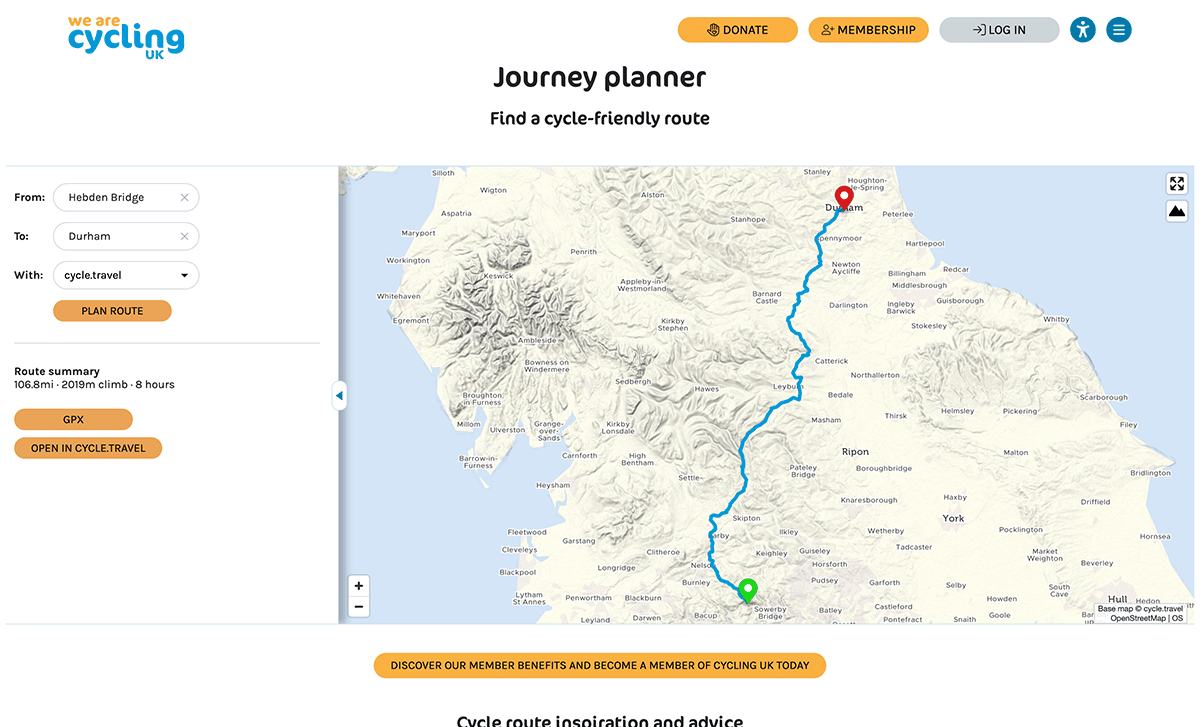 we are
cycling
UK
DONATE
MEMBERSHIP
LOG IN
Journey planner
Find a cycle-friendly route
From: Hebden Bridge
To: Durham
With: cycle.travel
PLAN ROUTE
Route summary
106.8mi · 2019m climb · 8 hours
GPX
OPEN IN CYCLE.TRAVEL
Silloth
Stanley
Houghton-
le-Spring
Wigton
Alston
Durham
Aspatria
Stanhope
Peterlee
Maryport
Spennymoor
Hartlepool
Penrith
Workington
Newton
Aycliffe
Redcar
Keswick
Billingham
Appleby-in-
Westmorland
Middlesbrough
Whitehaven
Barnard
Castle
Guisborough
Darlington
Ingleby
Barwick
Egremont
Kirkby
Stephen
Whitby
Stokesley
Ambleside
Catterick
Bowness on
Windermere
Northallerton
Sedbergh
Hawes
Leyburn
Broughton
in Furness
Bedale
Scarborough
Helmsley
Pickering
Thirsk
Masham
Millom
Ulverston
Grange-
over-
Sands
Kirkby
Lonsdale
Filey
Carnforth
High
Bentham
Ripon
Malton
Barrow-in-
Furness
Pateley
Bridge
Boroughbridge
Bridlington
Settle
Heysham
Knaresborough
Haxby
Driffield
Skipton
York
Fleetwood
Ilkley
Wetherby
Pocklington
Hornsea
Garstang
Tadcaster
Cleveleys
Clitheroe
Keighley
Guiseley
Market
Weighton
Longridge
Nelson
Horsforth
Beverley
Blackpool
Burnley
Pudsey
Garforth
Selby
South
Cave
Lytham
St Annes
Penwortham
Blackburn
Howden
Hull
Hedon
Sowerby
Bridge
Batley
Castleford
Leyland
Darwen
Bacup
Pontefract
Snaith
Goole
+
−
Base map © cycle.travel
OpenStreetMap | OS
DISCOVER OUR MEMBER BENEFITS AND BECOME A MEMBER OF CYCLING UK TODAY
Cycle route inspiration and advice